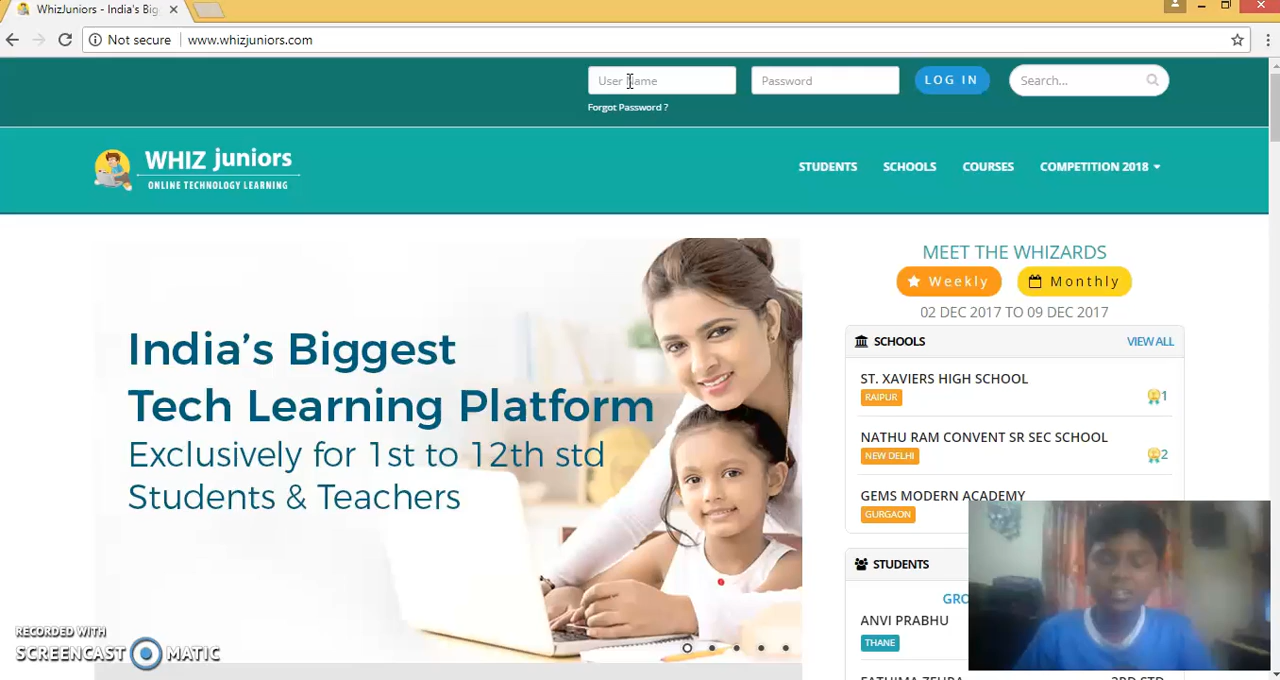 WhizJuniors - India's Big
Not secure
www.whizjuniors.com
User Name
Password
LOG IN
Search...
Forgot Password ?
WHIZ juniors
ONLINE TECHNOLOGY LEARNING
STUDENTS
SCHOOLS
COURSES
COMPETITION 2018
India's Biggest
Tech Learning Platform
Exclusively for 1st to 12th std
Students & Teachers
MEET THE WHIZARDS
Weekly
Monthly
02 DEC 2017 TO 09 DEC 2017
SCHOOLS
VIEW ALL
ST. XAVIERS HIGH SCHOOL
RAIPUR
1
NATHU RAM CONVENT SR SEC SCHOOL
NEW DELHI
2
GEMS MODERN ACADEMY
GURGAON
STUDENTS
GRO
ANVI PRABHU
THANE
RECORDED WITH
SCREENCAST MATIC